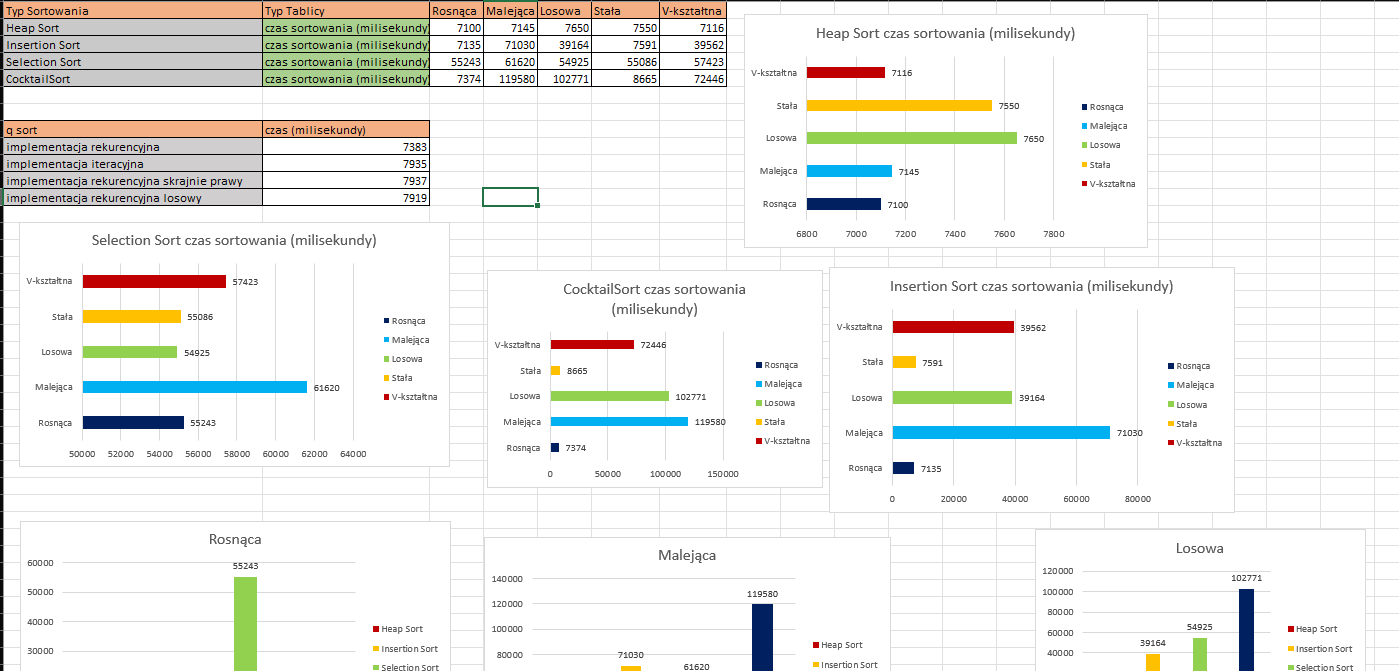 Typ Sortowania Typ Tablicy Rosnąca Malejąca Losowa Stała V-kształtna
Heap Sort czas sortowania (milisekundy) 7100 7145 7650 7550 7116
Insertion Sort czas sortowania (milisekundy) 7135 71030 39164 7591 39562
Selection Sort czas sortowania (milisekundy) 55243 61620 54925 55086 57423
CocktailSort czas sortowania (milisekundy) 7374 119580 102771 8665 72446
q sort czas (milisekundy)
implementacja rekurencyjna 7383
implementacja iteracyjna 7935
implementacja rekurencyjna skrajnie prawy 7937
implementacja rekurencyjna losowy 7919
Heap Sort czas sortowania (milisekundy)
V-kształtna 7116
Stała 7550
Losowa 7650
Malejąca 7145
Rosnąca 7100
6800 7000 7200 7400 7600 7800
Rosnąca
Malejąca
Losowa
Stała
V-kształtna
Selection Sort czas sortowania (milisekundy)
V-kształtna 57423
Stała 55086
Losowa 54925
Malejąca 61620
Rosnąca 55243
50000 52000 54000 56000 58000 60000 62000 64000
Rosnąca
Malejąca
Losowa
Stała
V-kształtna
CocktailSort czas sortowania
(milisekundy)
V-kształtna 72446
Stała 8665
Losowa 102771
Malejąca 119580
Rosnąca 7374
0 50000 100000 150000
Rosnąca
Malejąca
Losowa
Stała
V-kształtna
Insertion Sort czas sortowania (milisekundy)
V-kształtna 39562
Stała 7591
Losowa 39164
Malejąca 71030
Rosnąca 7135
0 20000 40000 60000 80000
Rosnąca
Malejąca
Losowa
Stała
V-kształtna
Rosnąca
60000
50000
40000
30000
55243
Heap Sort
Insertion Sort
Selection Sort
Malejąca
140000
120000
100000
80000
71030
61620
119580
Heap Sort
Insertion Sort
Losowa
120000
100000
80000
60000
40000
39164
54925
102771
Heap Sort
Insertion Sort
Selection Sort